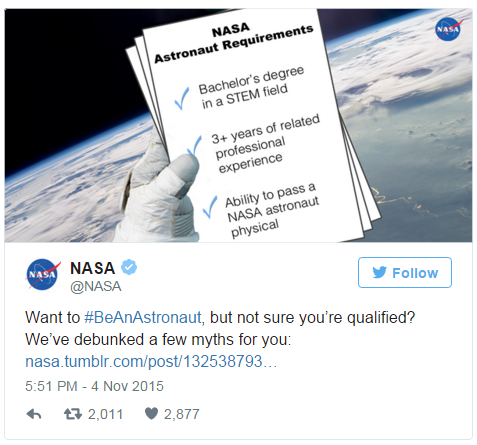 NASA
Astronaut Requirements
NASA
Bachelor's degree
in a STEM field
3+ years of related
professional
experience
Ability to pass a
NASA astronaut
physical
NASA
NASA
@NASA
Follow
Want to #BeAnAstronaut, but not sure you're qualified?
We've debunked a few myths for you:
nasa.tumblr.com/post/132538793…
5:51 PM - 4 Nov 2015
2,011
2,877